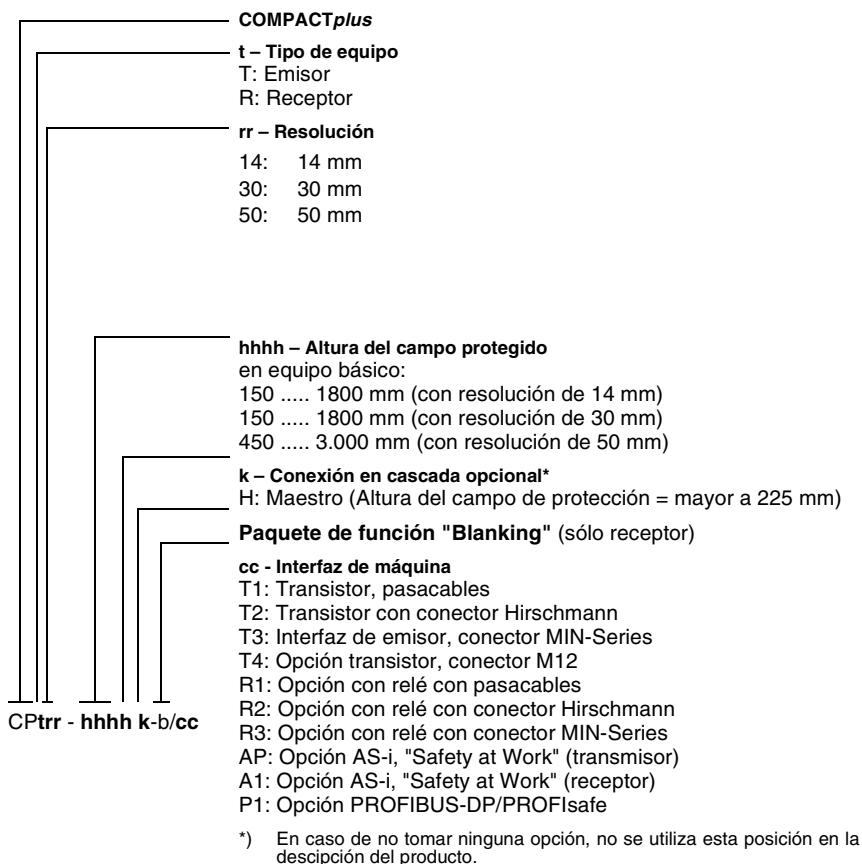 COMPACTplus
t – Tipo de equipo
T: Emisor
R: Receptor
rr – Resolución
14: 14 mm
30: 30 mm
50: 50 mm
hhhh – Altura del campo protegido
en equipo básico:
150 ..... 1800 mm (con resolución de 14 mm)
150 ..... 1800 mm (con resolución de 30 mm)
450 ..... 3.000 mm (con resolución de 50 mm)
k – Conexión en cascada opcional*
H: Maestro (Altura del campo de protección = mayor a 225 mm)
Paquete de función "Blanking" (sólo receptor)
cc - Interfaz de máquina
T1: Transistor, pasacables
T2: Transistor con conector Hirschmann
T3: Interfaz de emisor, conector MIN-Series
T4: Opción transistor, conector M12
R1: Opción con relé con pasacables
R2: Opción con relé con conector Hirschmann
R3: Opción con relé con conector MIN-Series
AP: Opción AS-i, "Safety at Work" (transmisor)
A1: Opción AS-i, "Safety at Work" (receptor)
P1: Opción PROFIBUS-DP/PROFIsafe
CPtrr - hhhh k-b/cc
*) En caso de no tomar ninguna opción, no se utiliza esta posición en la
descipción del producto.